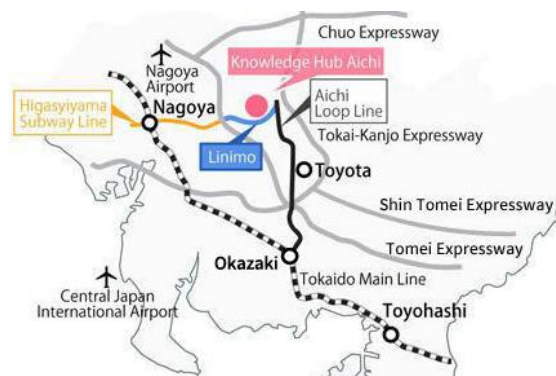 Chuo Expressway
Nagoya
Airport
Knowledge Hub Aichi
Higasyiyama
Subway Line
Nagoya
Aichi
Loop Line
Tokai-Kanjo Expressway
Linimo
Toyota
Shin Tomei Expressway
Tomei Expressway
Okazaki
Tokaido Main Line
Central Japan
International Airport
Toyohashi